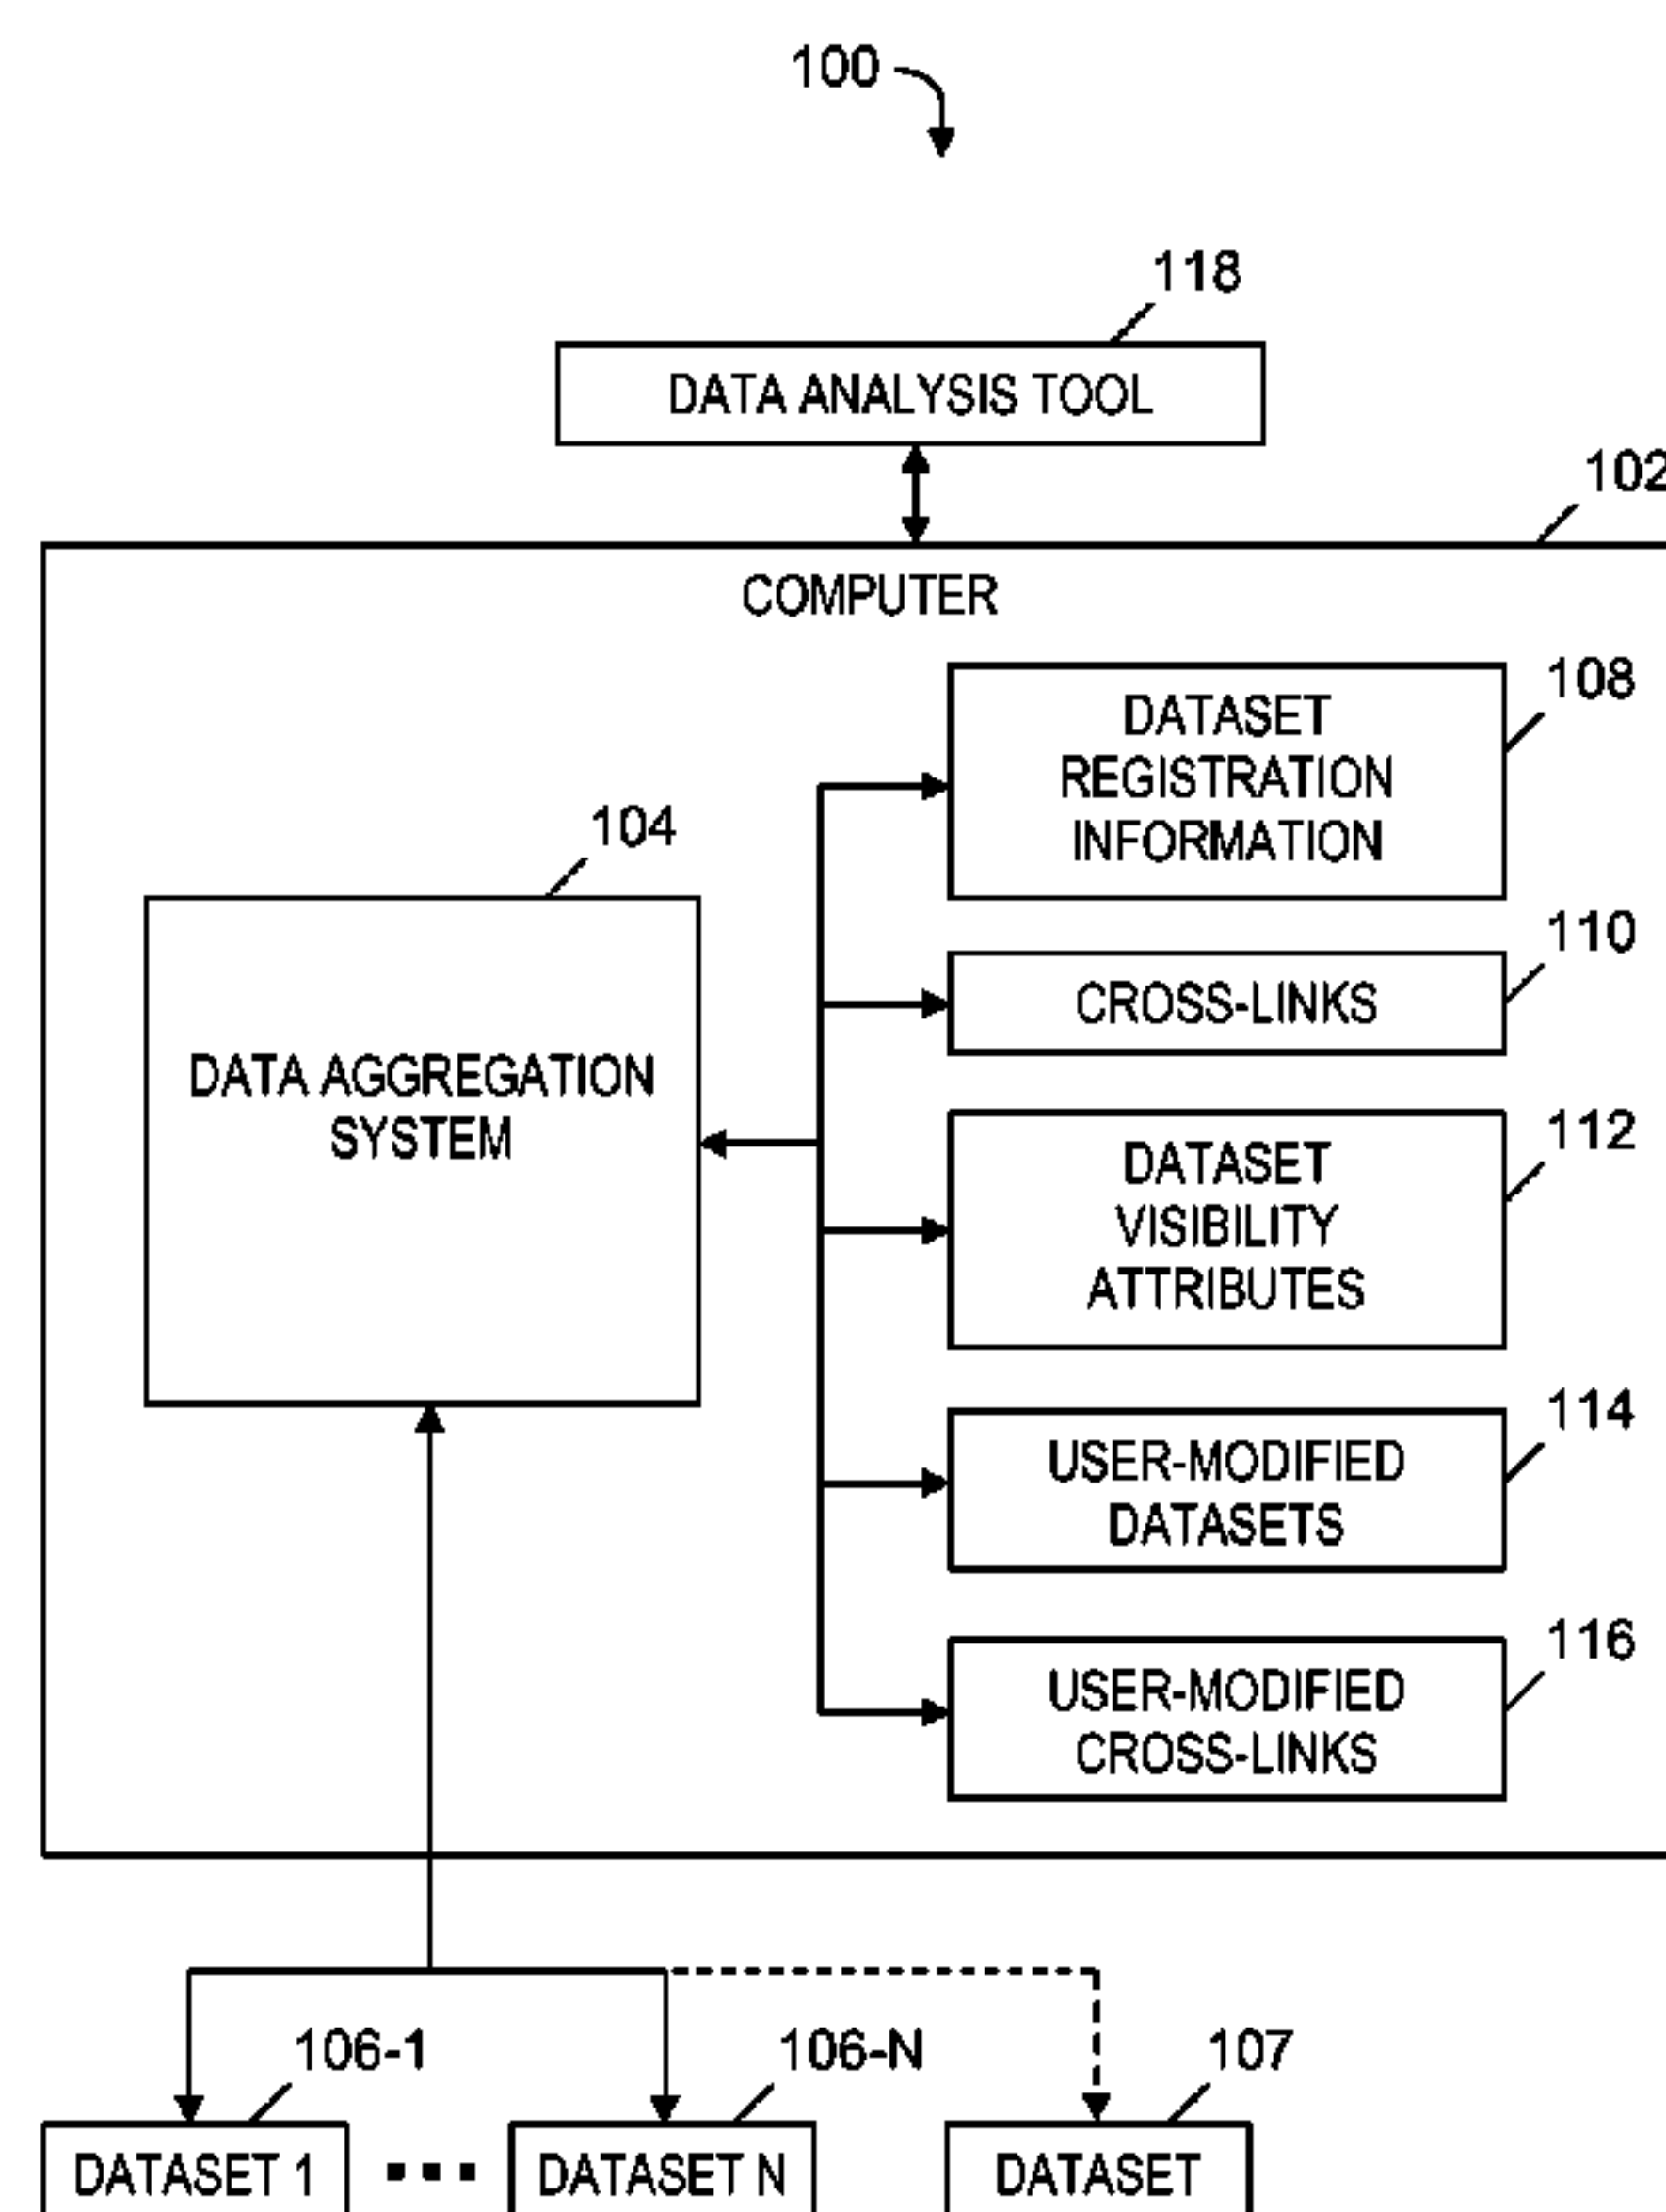 100
118
DATA ANALYSIS TOOL
102
COMPUTER
108
DATASET
REGISTRATION
INFORMATION
104
110
CROSS-LINKS
DATA AGGREGATION
SYSTEM
112
DATASET
VISIBILITY
ATTRIBUTES
114
USER-MODIFIED
DATASETS
116
USER-MODIFIED
CROSS-LINKS
106-1
106-N
107
DATASET 1
DATASET N
DATASET